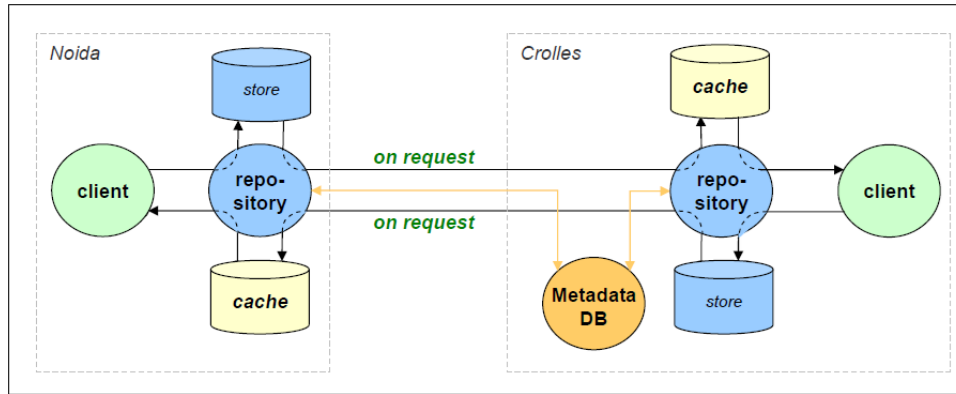 Noida
Crolles
store
cache
on request
client
repo-
sitory
repo-
sitory
client
on request
cache
Metadata
DB
store